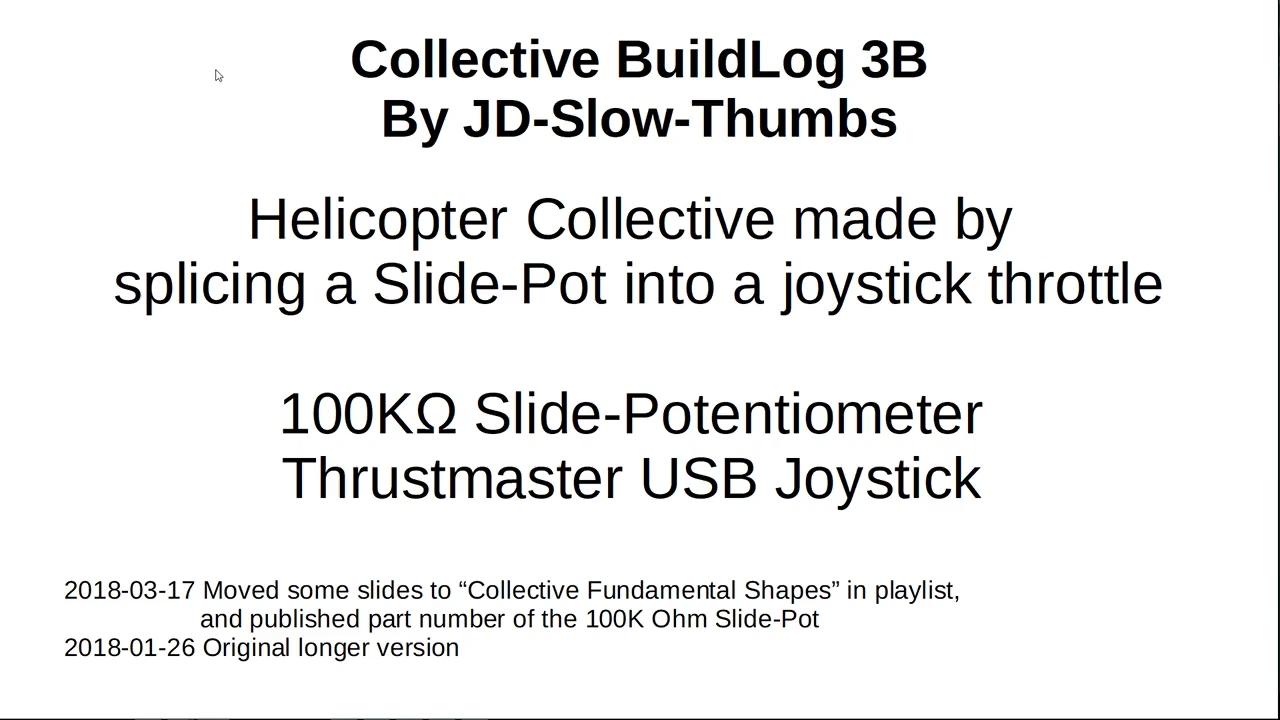 Collective BuildLog 3B
By JD-Slow-Thumbs
Helicopter Collective made by
splicing a Slide-Pot into a joystick throttle
100KΩ Slide-Potentiometer
Thrustmaster USB Joystick
2018-03-17 Moved some slides to “Collective Fundamental Shapes” in playlist,
and published part number of the 100K Ohm Slide-Pot
2018-01-26 Original longer version